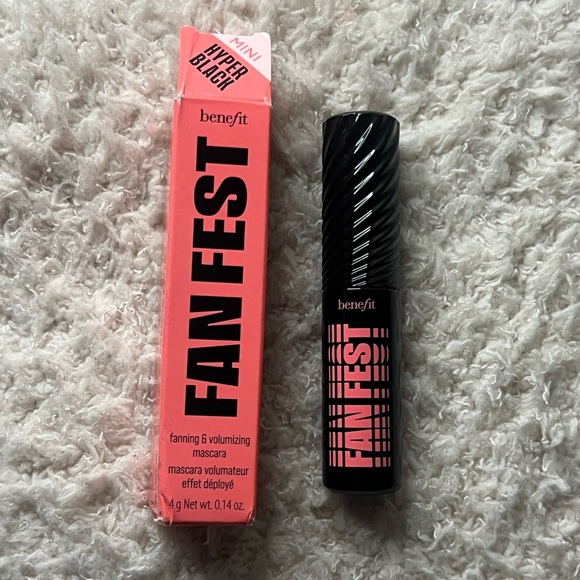 MINI
HYPER
BLACK
benefit
FAN FEST
fanning & volumizing
mascara
mascara volumateur
effet déployé
4 g Net wt. 0.14 oz.
benefit
FAN FEST